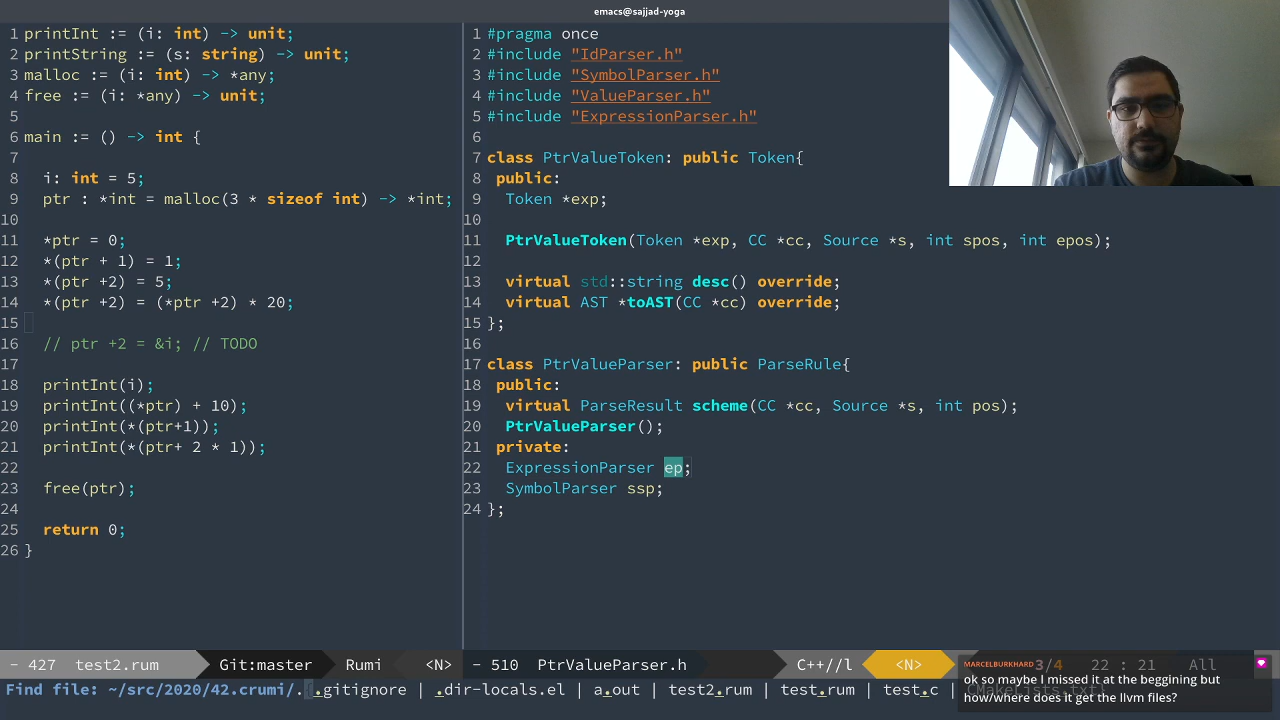 emacs@sajjad-yoga
1 printInt := (i: int) -> unit;
2 printString := (s: string) -> unit;
3 malloc := (i: int) -> *any;
4 free := (i: *any) -> unit;
5
6 main := () -> int {
7
8 i: int = 5;
9 ptr : *int = malloc(3 * sizeof int) -> *int;
10
11 *ptr = 0;
12 *(ptr + 1) = 1;
13 *(ptr +2) = 5;
14 *(ptr +2) = (*ptr +2) * 20;
15
16 // ptr +2 = &i; // TODO
17
18 printInt(i);
19 printInt((*ptr) + 10);
20 printInt(*(ptr+1));
21 printInt(*(ptr+ 2 * 1));
22
23 free(ptr);
24
25 return 0;
26 }
1 #pragma once
2 #include "IdParser.h"
3 #include "SymbolParser.h"
4 #include "ValueParser.h"
5 #include "ExpressionParser.h"
6
7 class PtrValueToken: public Token{
8 public:
9 Token *exp;
10
11 PtrValueToken(Token *exp, CC *cc, Source *s, int spos, int epos);
12
13 virtual std::string desc() override;
14 virtual AST *toAST(CC *cc) override;
15 };
16
17 class PtrValueParser: public ParseRule{
18 public:
19 virtual ParseResult scheme(CC *cc, Source *s, int pos);
20 PtrValueParser();
21 private:
22 ExpressionParser ep;
23 SymbolParser ssp;
24 };
- 427 test2.rum Git:master Rumi <N>
- 510 PtrValueParser.h C++//l <N> 3/4 22 : 21 All
Find file: ~/src/2020/42.crumi/.{.gitignore | .dir-locals.el | a.out | test2.rum | test.rum | test.c | CMakeLists.txt}
MARCELBURKHARD
ok so maybe I missed it at the beggining but
how/where does it get the llvm files?